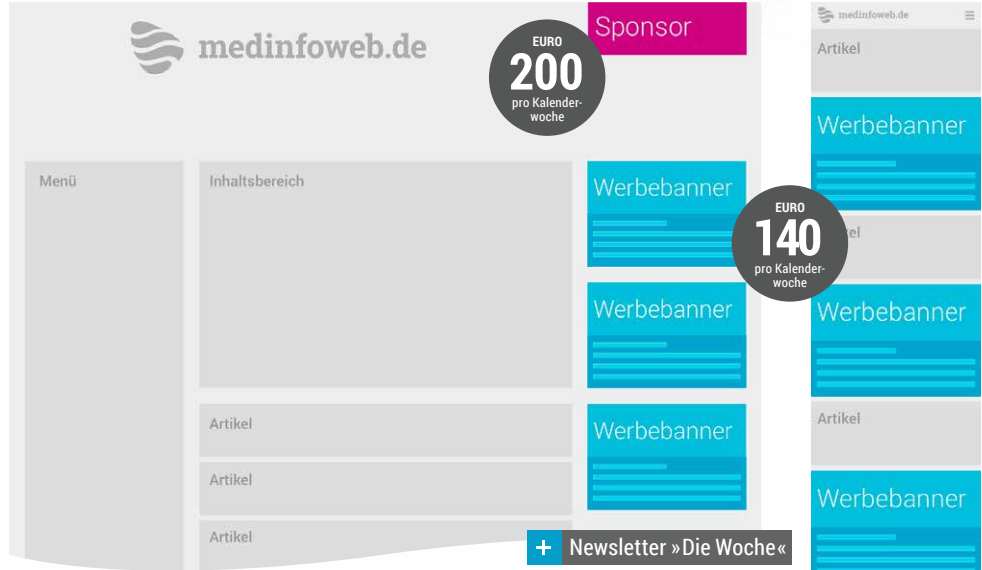 medinfoweb.de
Sponsor
EURO
200
pro Kalender-
woche
Menü
Inhaltsbereich
Artikel
Artikel
Artikel
Werbebanner
Werbebanner
Werbebanner
EURO
140
pro Kalender-
woche
+ Newsletter »Die Woche«
medinfoweb.de
Artikel
Werbebanner
el
Werbebanner
Artikel
Werbebanner